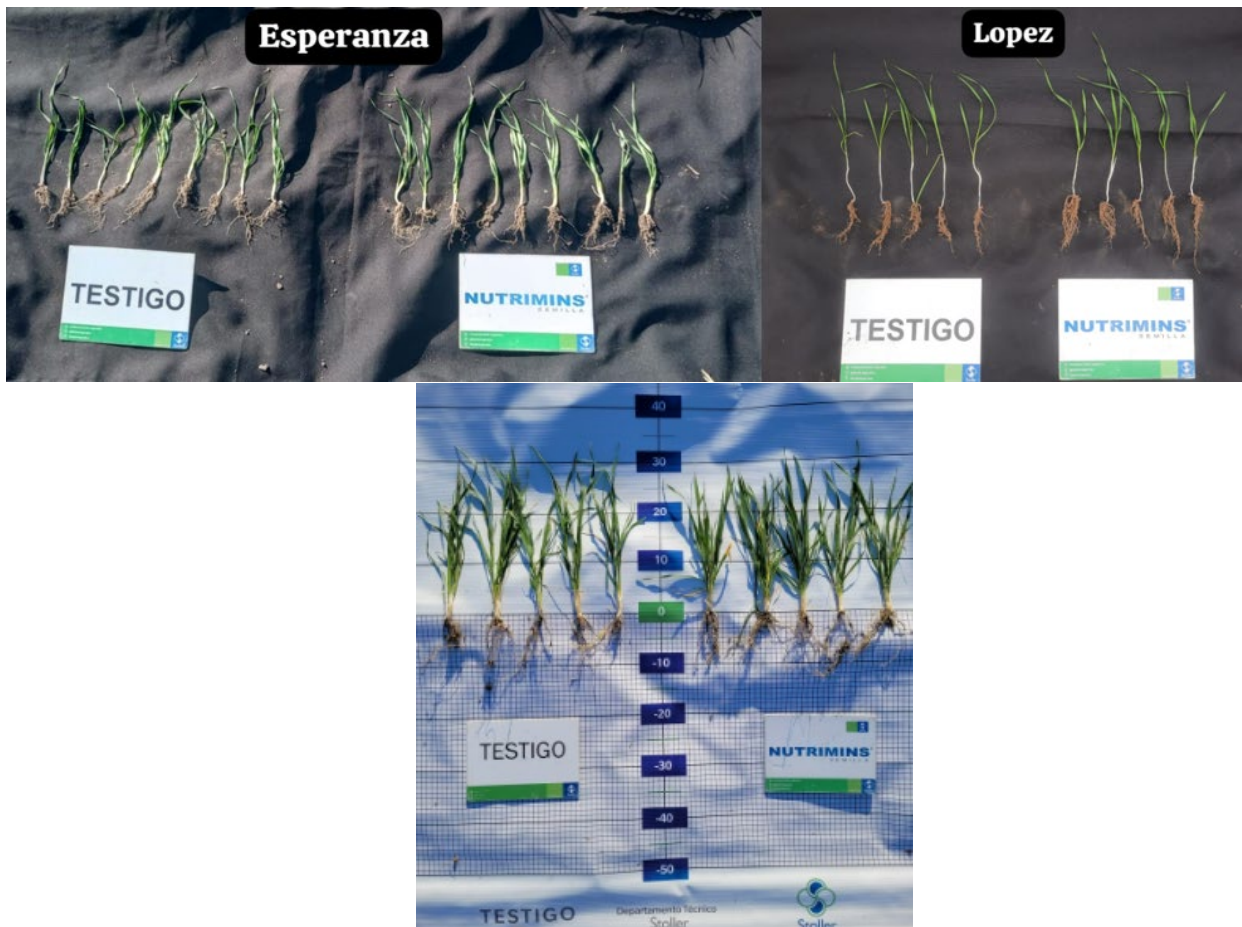 Esperanza
Lopez
TESTIGO
NUTRIMINS
SEMILLA
TESTIGO
NUTRIMINS
SEMILLA
40
30
20
10
0
-10
-20
-30
-40
-50
TESTIGO
NUTRIMINS
SEMILLA
TESTIGO
Departamento Técnico
Stoller
Stoller